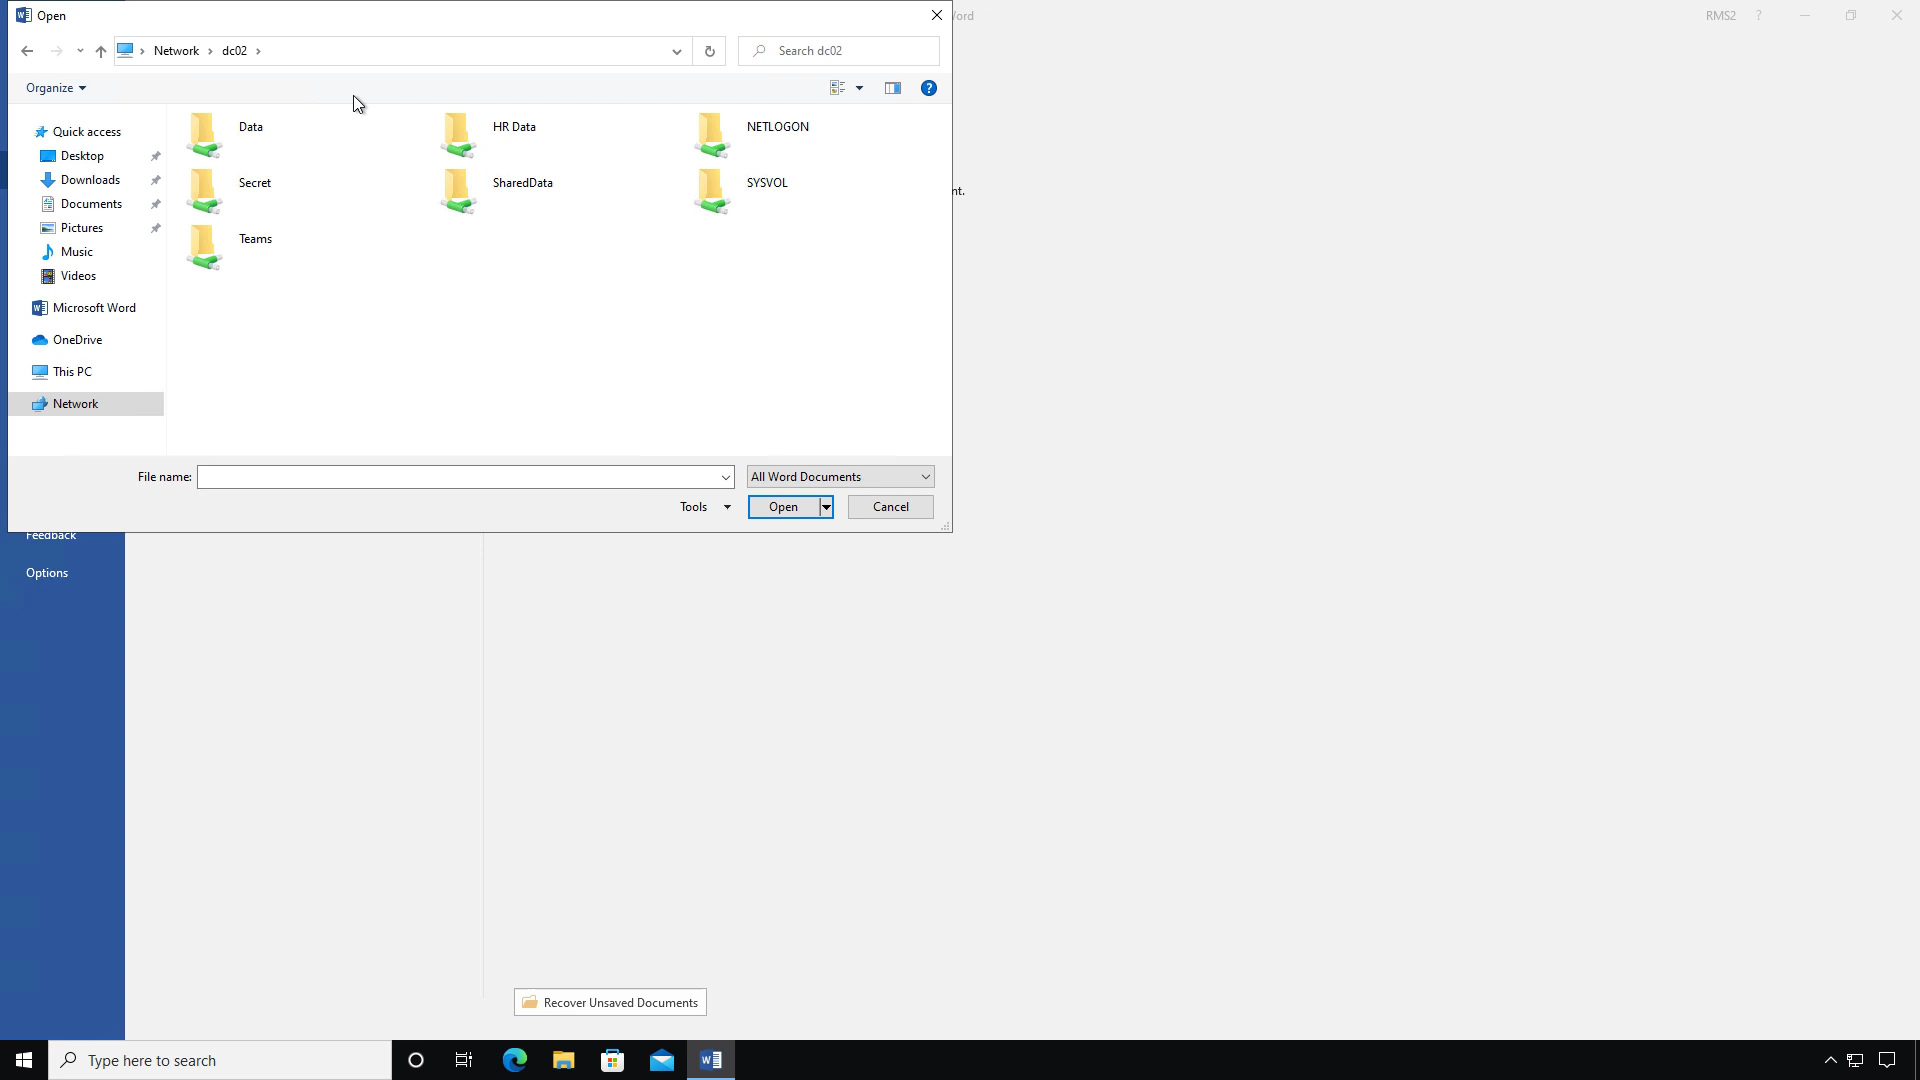 Open
Word
RMS2
?
Network
dc02
Search dc02
Organize
Quick access
Desktop
Downloads
Documents
Pictures
Music
Videos
Microsoft Word
OneDrive
This PC
Network
Data
HR Data
NETLOGON
Secret
SharedData
SYSVOL
Teams
nt.
File name:
All Word Documents
Tools
Open
Cancel
Feedback
Options
Recover Unsaved Documents
Type here to search